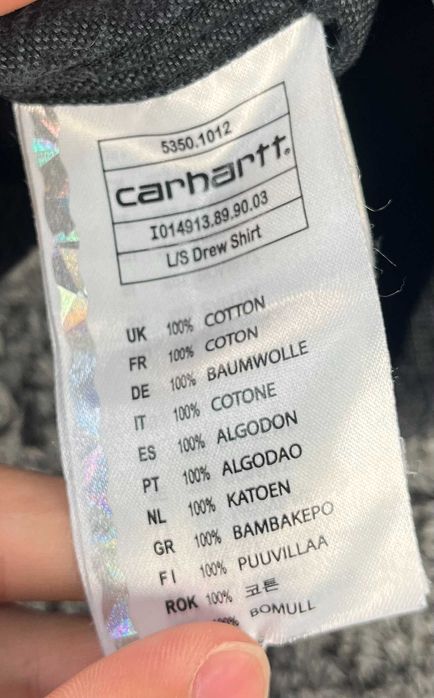 5350.1012
carhartt.
I014913.89.90.03
L/S Drew Shirt
UK 100% COTTON
FR 100% COTON
DE 100% BAUMWOLLE
IT 100% COTONE
ES 100% ALGODON
PT 100% ALGODAO
NL 100% KATOEN
GR 100% BAMBAKEPO
FI 100% PUUVILLAA
ROK 100% 코튼
100% BOMULL